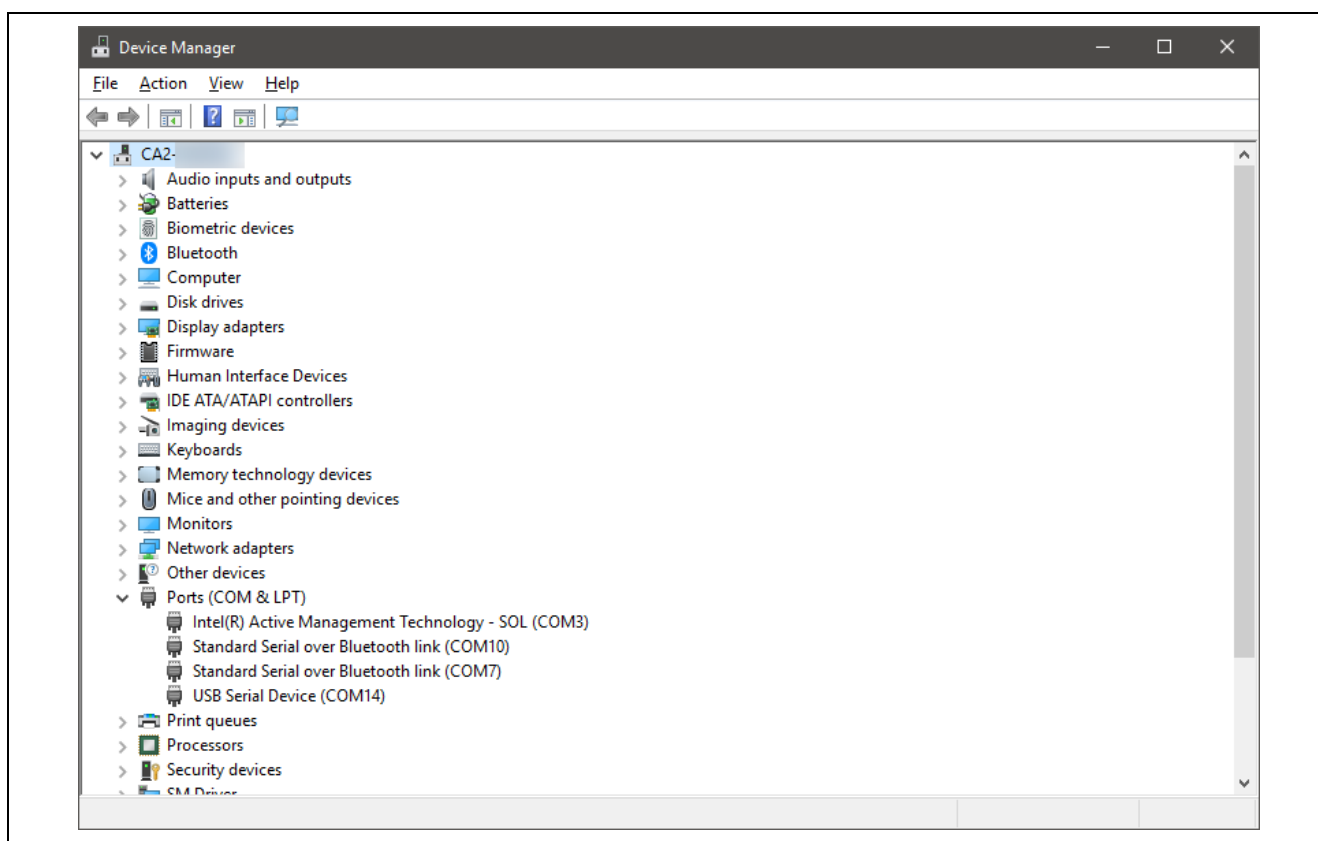 Device Manager
File Action View Help
CA2-
Audio inputs and outputs
Batteries
Biometric devices
Bluetooth
Computer
Disk drives
Display adapters
Firmware
Human Interface Devices
IDE ATA/ATAPI controllers
Imaging devices
Keyboards
Memory technology devices
Mice and other pointing devices
Monitors
Network adapters
Other devices
Ports (COM & LPT)
Intel(R) Active Management Technology - SOL (COM3)
Standard Serial over Bluetooth link (COM10)
Standard Serial over Bluetooth link (COM7)
USB Serial Device (COM14)
Print queues
Processors
Security devices
SM Driver